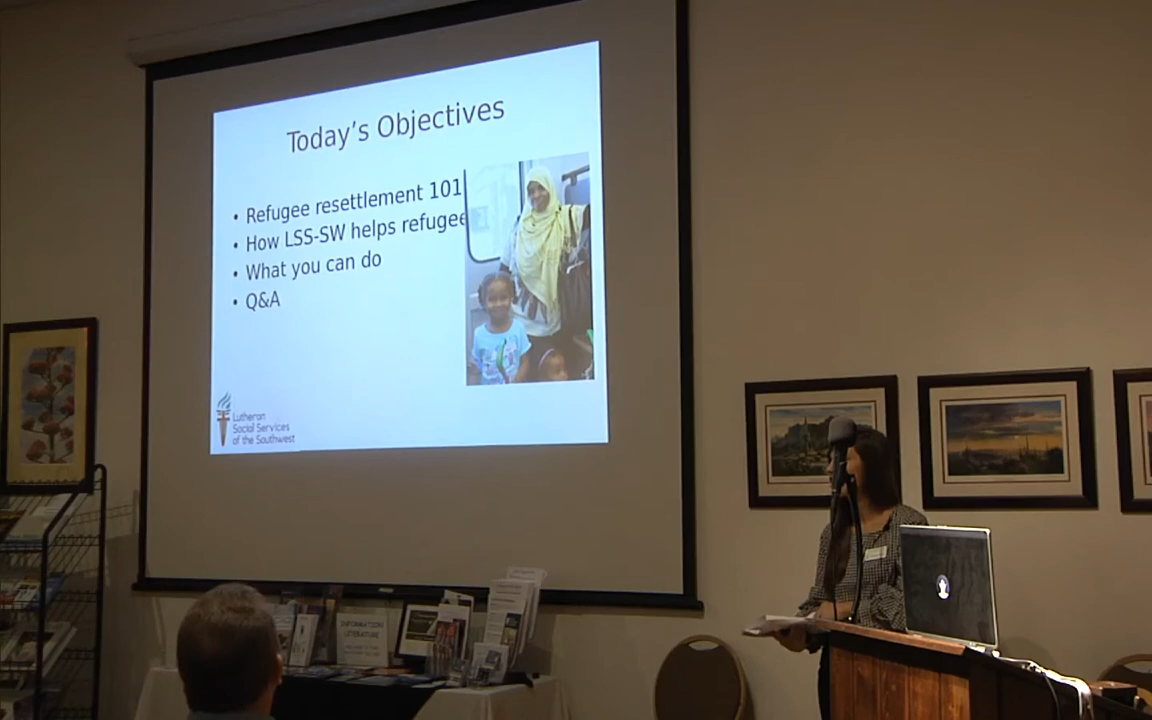 Today's Objectives
• Refugee resettlement 101
• How LSS-SW helps refugee
• What you can do
• Q&A
Lutheran
Social Services
of the Southwest
INFORMATION
LITERATURE